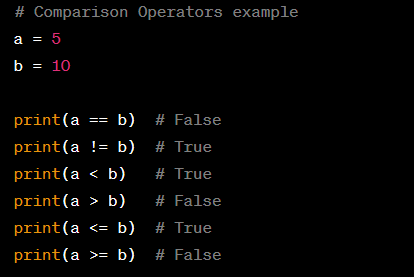 # Comparison Operators example
a = 5
b = 10

print(a == b)  # False
print(a != b)  # True
print(a < b)   # True
print(a > b)   # False
print(a <= b)  # True
print(a >= b)  # False